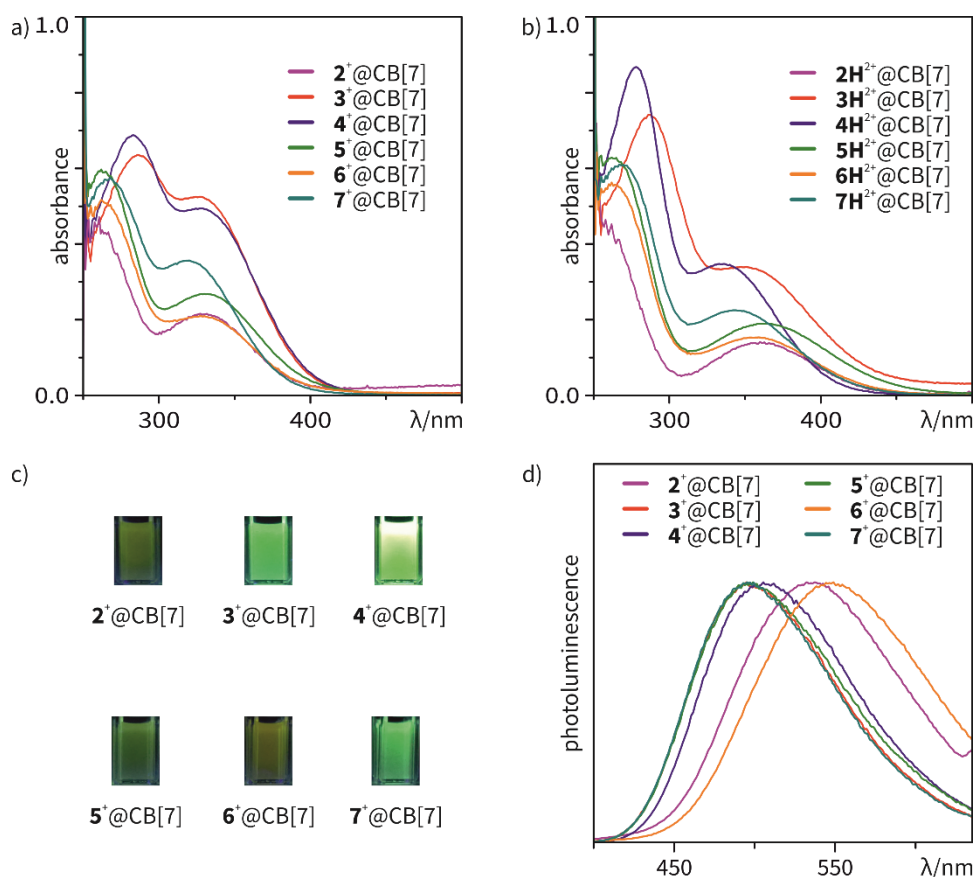 a)
1.0
2⁺@CB[7]
3⁺@CB[7]
4⁺@CB[7]
5⁺@CB[7]
6⁺@CB[7]
7⁺@CB[7]
absorbance
0.0
300
400
λ/nm
b)
1.0
2H²⁺@CB[7]
3H²⁺@CB[7]
4H²⁺@CB[7]
5H²⁺@CB[7]
6H²⁺@CB[7]
7H²⁺@CB[7]
absorbance
0.0
300
400
λ/nm
c)
2⁺@CB[7]
3⁺@CB[7]
4⁺@CB[7]
5⁺@CB[7]
6⁺@CB[7]
7⁺@CB[7]
d)
2⁺@CB[7]
3⁺@CB[7]
4⁺@CB[7]
5⁺@CB[7]
6⁺@CB[7]
7⁺@CB[7]
photoluminescence
450
550
λ/nm